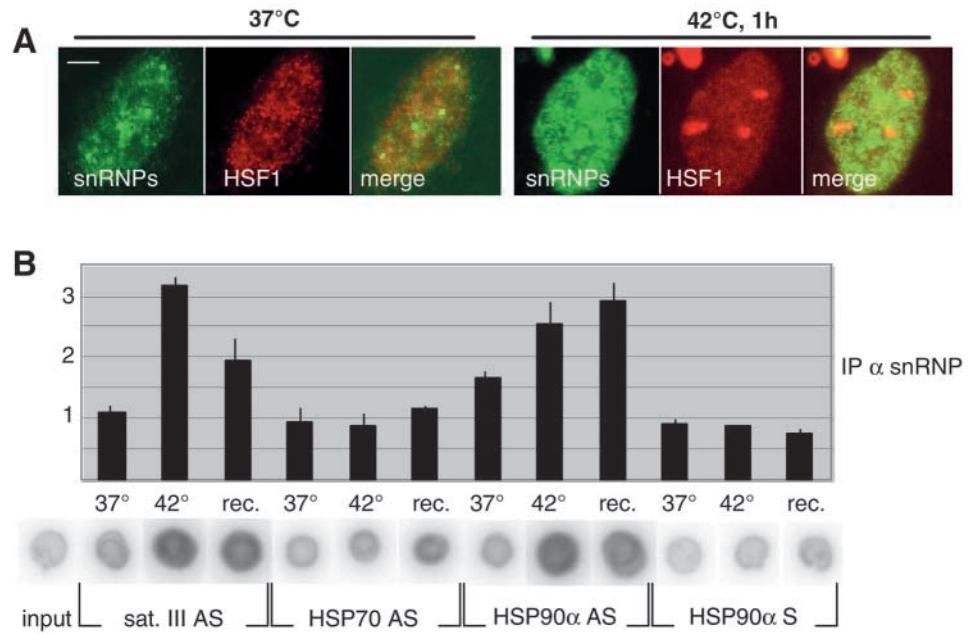 37°C
42°C, 1h
A
snRNPs
HSF1
merge
snRNPs
HSF1
merge
B
3
2
1
IP α snRNP
37° 42° rec. 37° 42° rec. 37° 42° rec. 37° 42° rec.
input sat. III AS HSP70 AS HSP90α AS HSP90α S